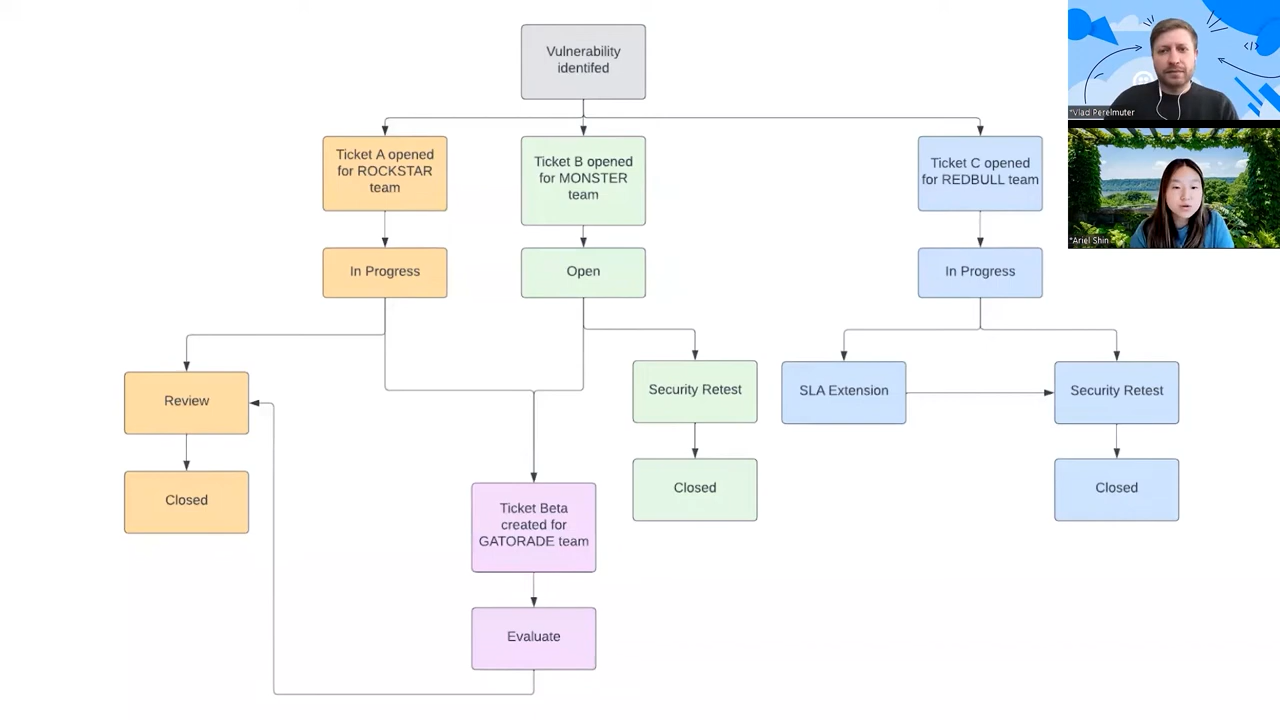 Vulnerability
identifed
Ticket A opened
for ROCKSTAR
team
Ticket B opened
for MONSTER
team
Ticket C opened
for REDBULL team
In Progress
Open
In Progress
Review
Security Retest
SLA Extension
Security Retest
Closed
Closed
Closed
Ticket Beta
created for
GATORADE team
Evaluate
*Vlad Perelmuter
*Ariel Shin